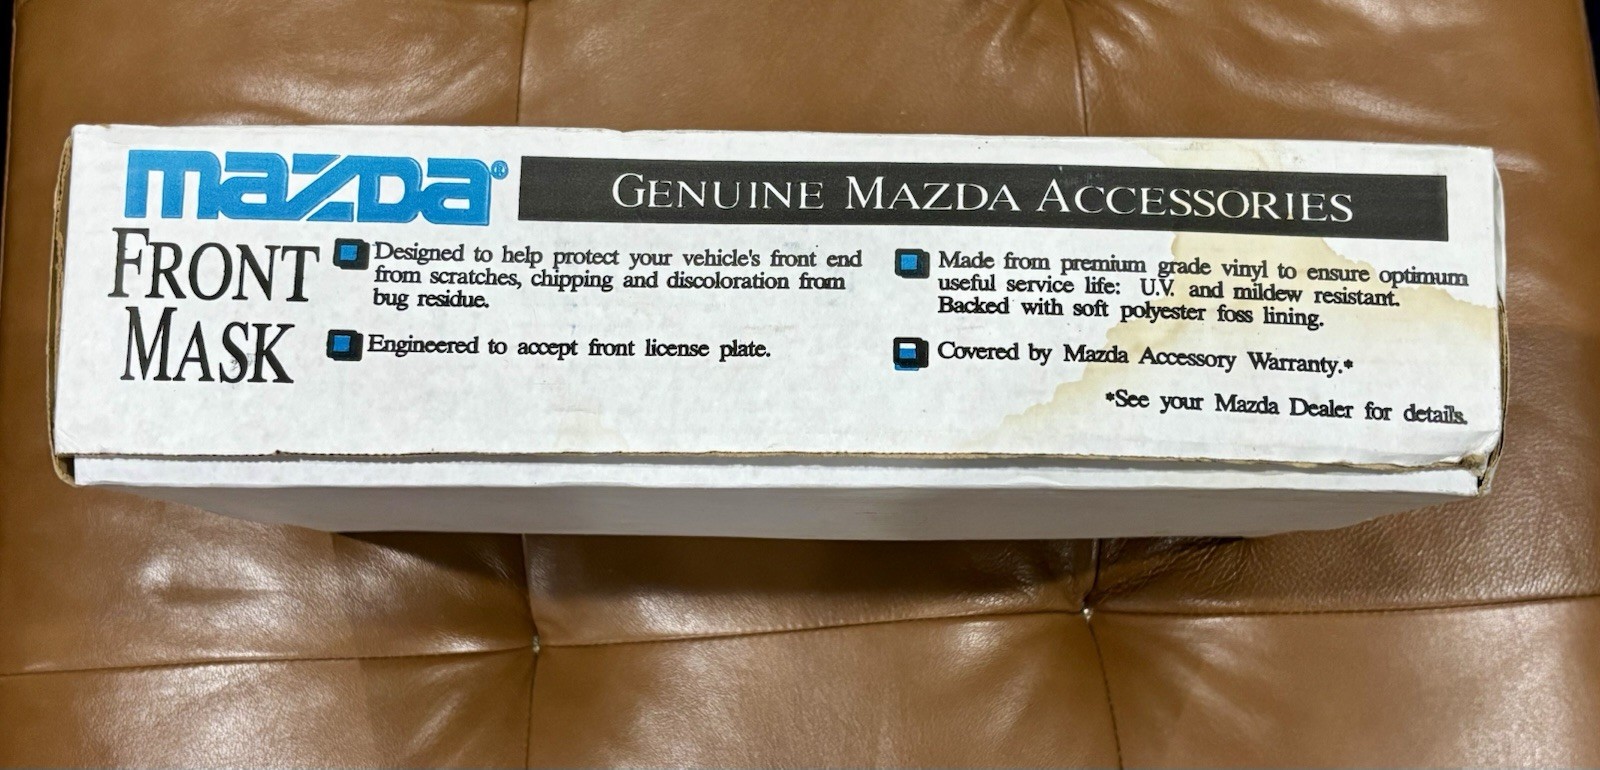 mazda®
GENUINE MAZDA ACCESSORIES
FRONT
MASK
Designed to help protect your vehicle's front end
from scratches, chipping and discoloration from
bug residue.
Engineered to accept front license plate.
Made from premium grade vinyl to ensure optimum
useful service life: U.V. and mildew resistant.
Backed with soft polyester foss lining.
Covered by Mazda Accessory Warranty.*
*See your Mazda Dealer for details.